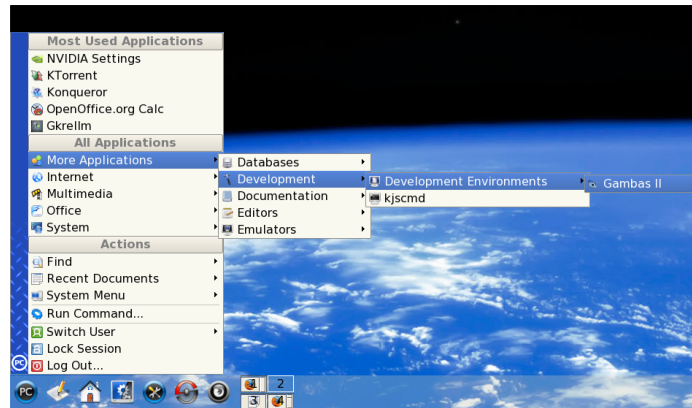 Most Used Applications
NVIDIA Settings
KTorrent
Konqueror
OpenOffice.org Calc
Gkrellm
All Applications
More Applications
Internet
Multimedia
Office
System
Actions
Find
Recent Documents
System Menu
Run Command...
Switch User
Lock Session
Log Out...
Databases
Development
Documentation
Editors
Emulators
Development Environments
kjscmd
Gambas II
PC
PC
2
3